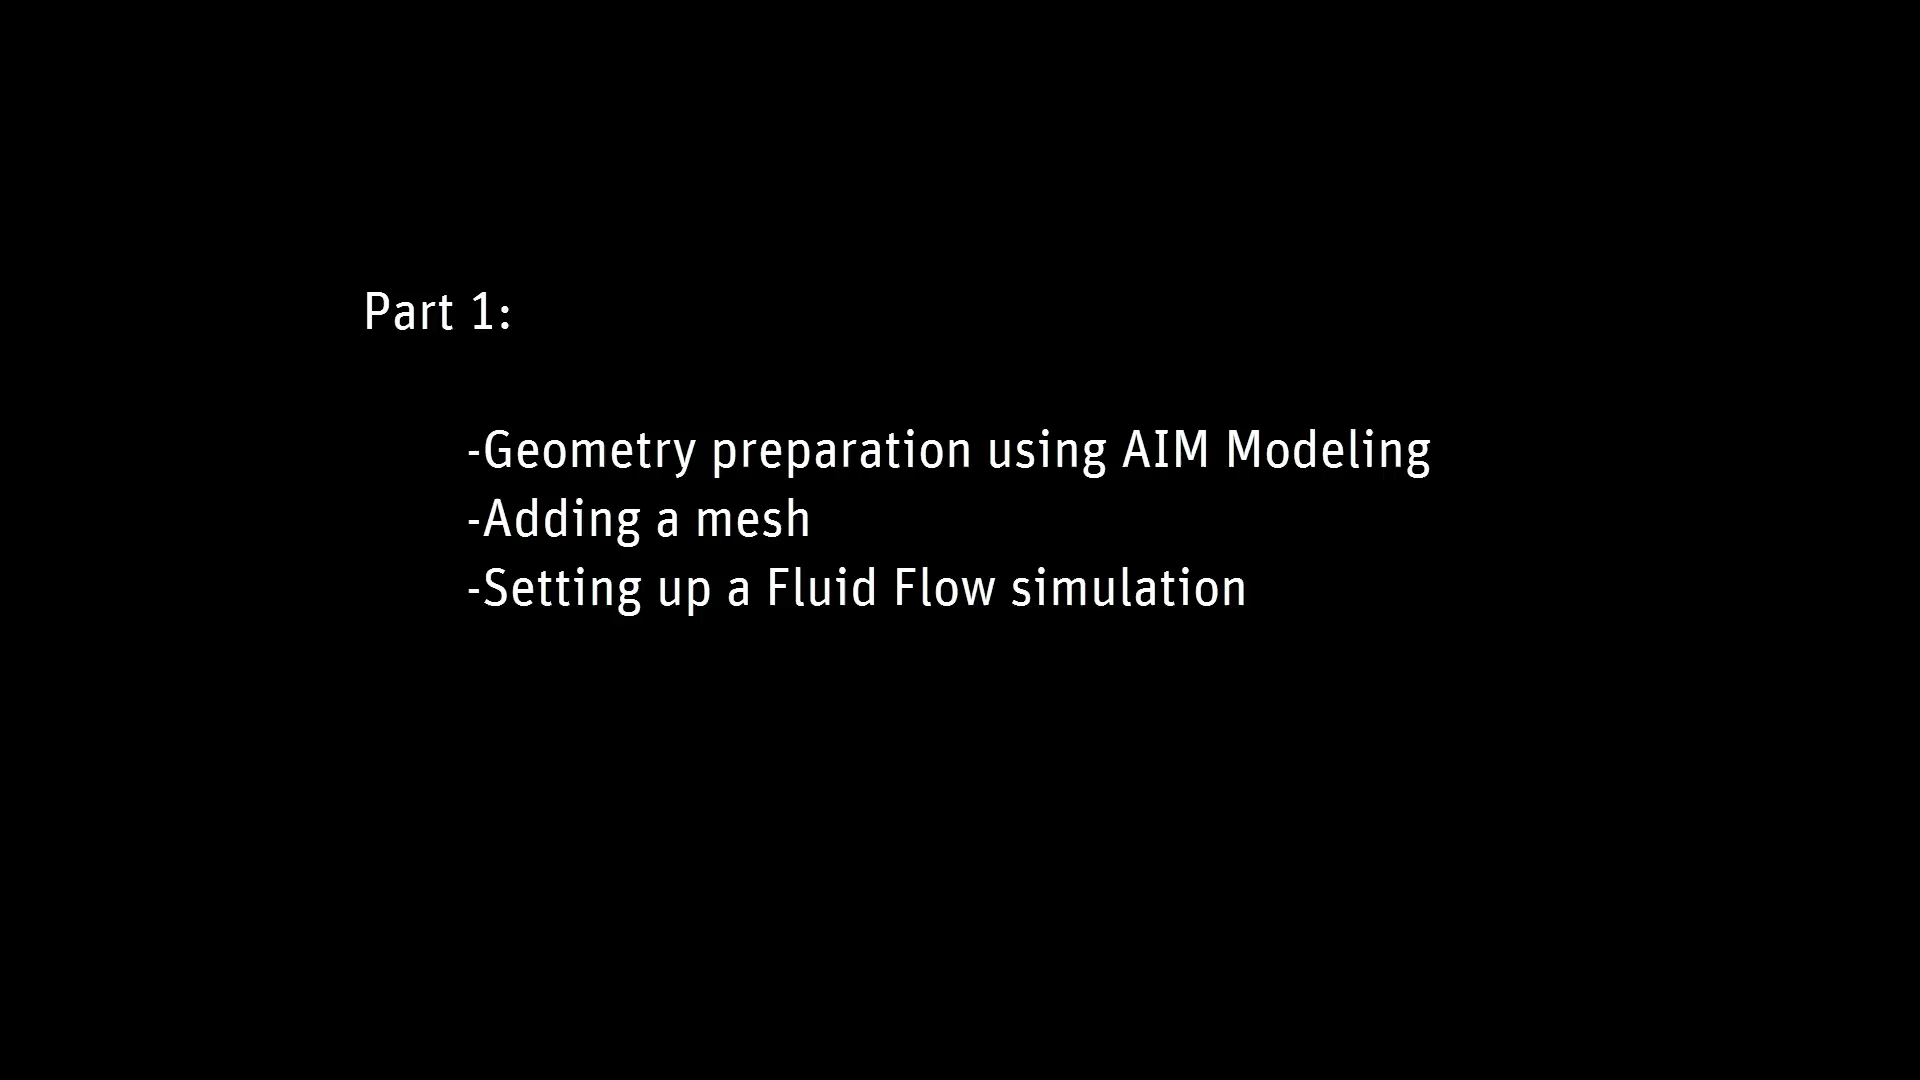 Part 1:
-Geometry preparation using AIM Modeling
-Adding a mesh
-Setting up a Fluid Flow simulation